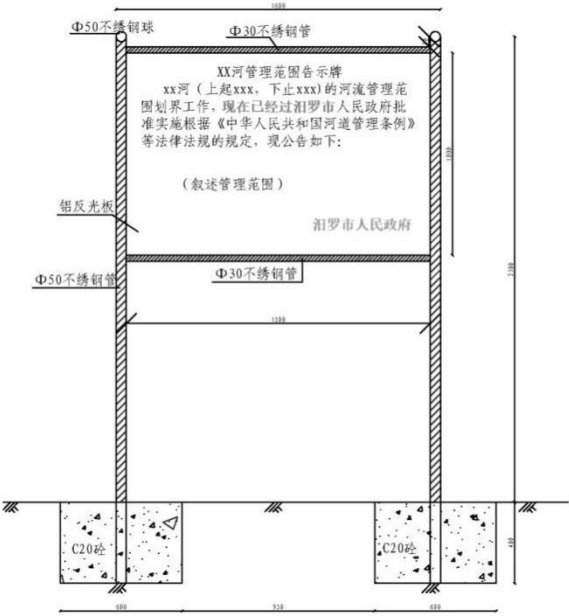 1600
Φ50不锈钢球
Φ30不锈钢管
XX河管理范围告示牌
xx河（上起xxx，下止xxx)的河流管理范
围划界工作，现在已经过汨罗市人民政府批
准实施根据《中华人民共和国河道管理条例》
等法律法规的规定，现公告如下：
（叙述管理范围）
汨罗市人民政府
铝反光板
Φ50不锈钢管
Φ30不绣钢管
1500
C20砼
C20砼
600
950
600